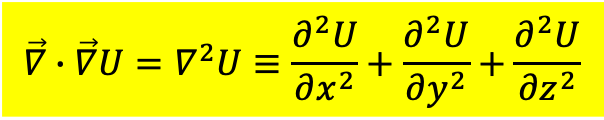 ∇⃗ · ∇⃗U = ∇²U ≡ ∂²U/∂x² + ∂²U/∂y² + ∂²U/∂z²